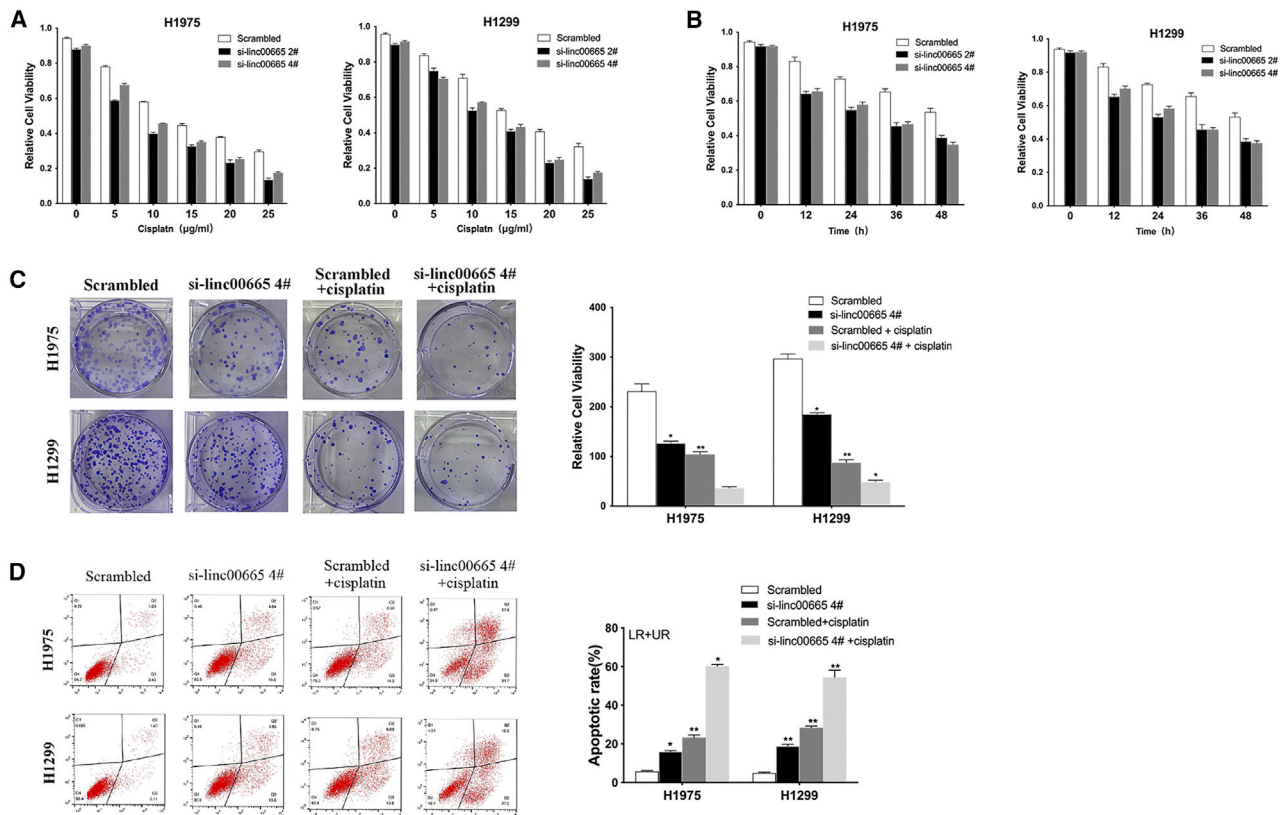 A
H1975
Scrambled
si-linc00665 2#
si-linc00665 4#
Relative Cell Viability
1.0
0.8
0.6
0.4
0.2
0.0
0 5 10 15 20 25
Cisplatn (μg/ml)
H1299
Scrambled
si-linc00665 2#
si-linc00665 4#
Relative Cell Viability
1.0
0.8
0.6
0.4
0.2
0.0
0 5 10 15 20 25
Cisplatn (μg/ml)
B
H1975
Scrambled
si-linc00665 2#
si-linc00665 4#
Relative Cell Viability
1.0
0.8
0.6
0.4
0.2
0.0
0 12 24 36 48
Time (h)
H1299
Scrambled
si-linc00665 2#
si-linc00665 4#
Relative Cell Viability
1.0
0.8
0.6
0.4
0.2
0.0
0 12 24 36 48
Time (h)
C
Scrambled
si-linc00665 4#
Scrambled
+cisplatin
si-linc00665 4#
+cisplatin
H1975
H1299
Scrambled
si-linc00665 4#
Scrambled + cisplatin
si-linc00665 4# + cisplatin
Relative Cell Viability
400
300
200
100
0
* ** * ** *
H1975 H1299
D
Scrambled
si-linc00665 4#
Scrambled
+cisplatin
si-linc00665 4#
+cisplatin
H1975
H1299
Scrambled
si-linc00665 4#
Scrambled+cisplatin
si-linc00665 4# +cisplatin
LR+UR
Apoptotic rate(%)
80
60
40
20
0
* ** * ** ** **
H1975 H1299